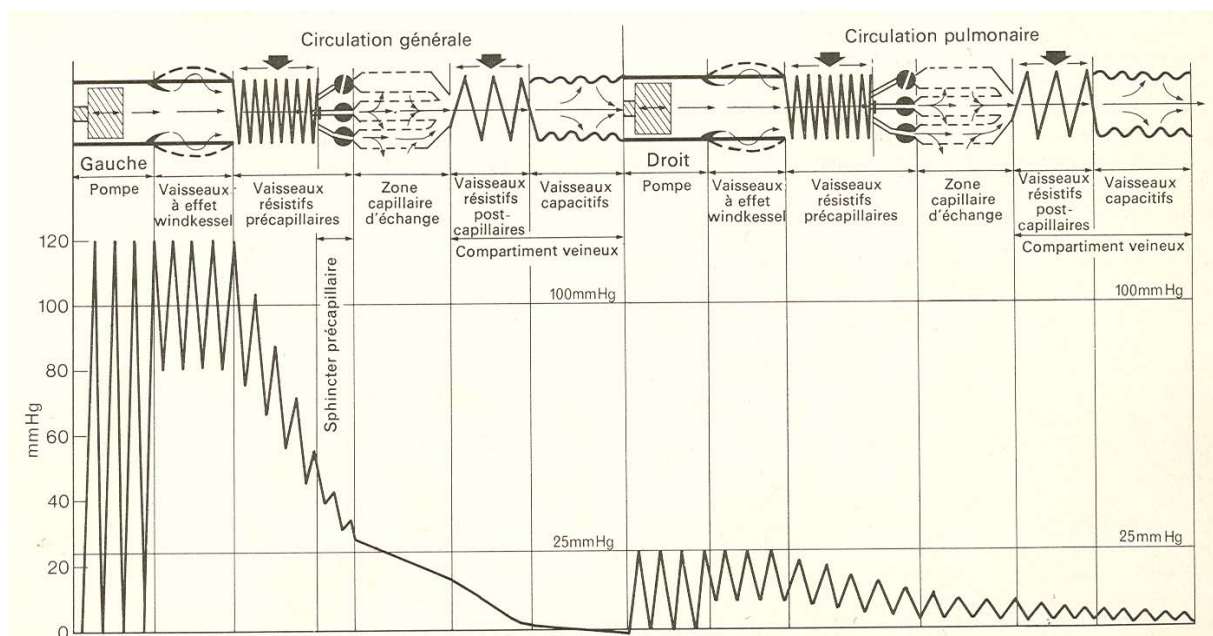 Circulation générale
Circulation pulmonaire
Gauche
Droit
Pompe
Vaisseaux
à effet
windkessel
Vaisseaux
résistifs
précapillaires
Zone
capillaire
d'échange
Vaisseaux
résistifs
post-
capillaires
Vaisseaux
capacitifs
Compartiment veineux
Pompe
Vaisseaux
à effet
windkessel
Vaisseaux
résistifs
précapillaires
Zone
capillaire
d'échange
Vaisseaux
résistifs
post-
capillaires
Vaisseaux
capacitifs
Compartiment veineux
Sphincter précapillaire
mmHg
120
100
80
60
40
20
0
100mmHg
25mmHg
100mmHg
25mmHg